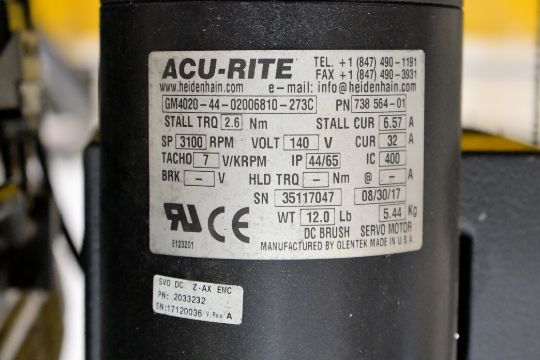 ACU-RITE
TEL. +1 (847) 490-1191
FAX +1 (847) 490-3931
www.heidenhain.com e-mail: info@heidenhain.com
GM4020-44-02006810-273C PN 738 564-01
STALL TRQ 2.6 Nm STALL CUR 6.57 A
SP 3100 RPM VOLT 140 V CUR 32 A
TACHO 7 V/KRPM IP 44/65 IC 400
BRK - V HLD TRQ - Nm @ - A
SN 35117047 08/30/17
WT 12.0 Lb 5.44 Kg
DC BRUSH SERVO MOTOR
MANUFACTURED BY GLENTEK MADE IN U.S.A.
RU CE
E123201
SVO DC Z-AX ENC
PN: 2033232
SN:17120036 V.Rev A